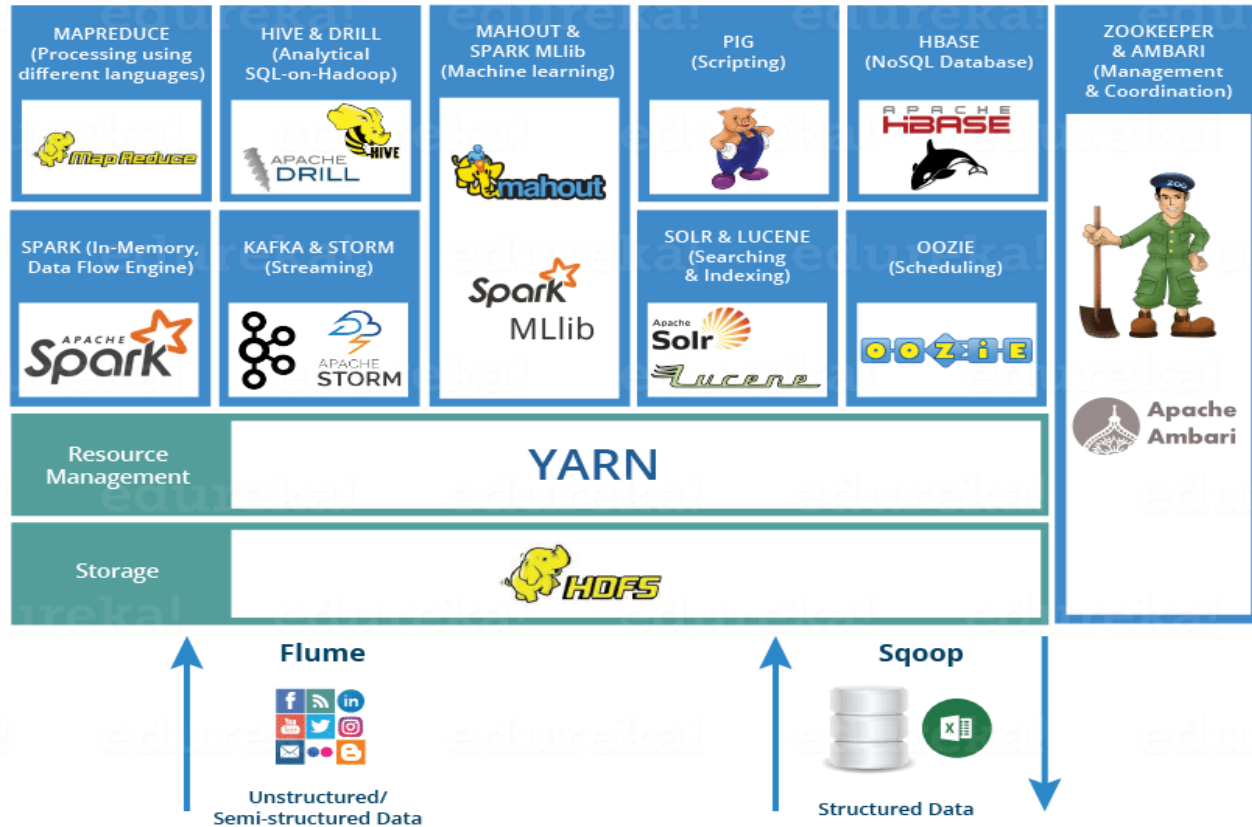 MAPREDUCE
(Processing using
different languages)
Map Reduce
HIVE & DRILL
(Analytical
SQL-on-Hadoop)
HIVE
APACHE
DRILL
MAHOUT &
SPARK MLlib
(Machine learning)
mahout
Spark
MLlib
PIG
(Scripting)
HBASE
(NoSQL Database)
APACHE
HBASE
ZOOKEEPER
& AMBARI
(Management
& Coordination)
ZOO
Apache
Ambari
SPARK (In-Memory,
Data Flow Engine)
APACHE
Spark
KAFKA & STORM
(Streaming)
APACHE
STORM
SOLR & LUCENE
(Searching
& Indexing)
Apache
Solr
Lucene
OOZIE
(Scheduling)
OOZiE
Resource
Management
YARN
Storage
HDFS
Flume
f
in
You
Tube
Unstructured/
Semi-structured Data
Sqoop
X
Structured Data
edureka!